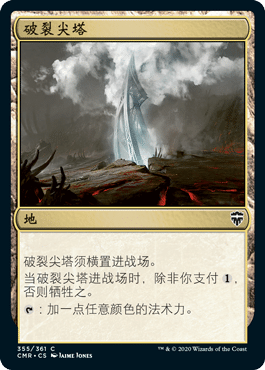 破裂尖塔
地
破裂尖塔须横置进战场。
当破裂尖塔进战场时，除非你支付1，
否则牺牲之。
：加一点任意颜色的法术力。
355/361 C
CMR • CS JAIME JONES
™ & © 2020 Wizards of the Coast